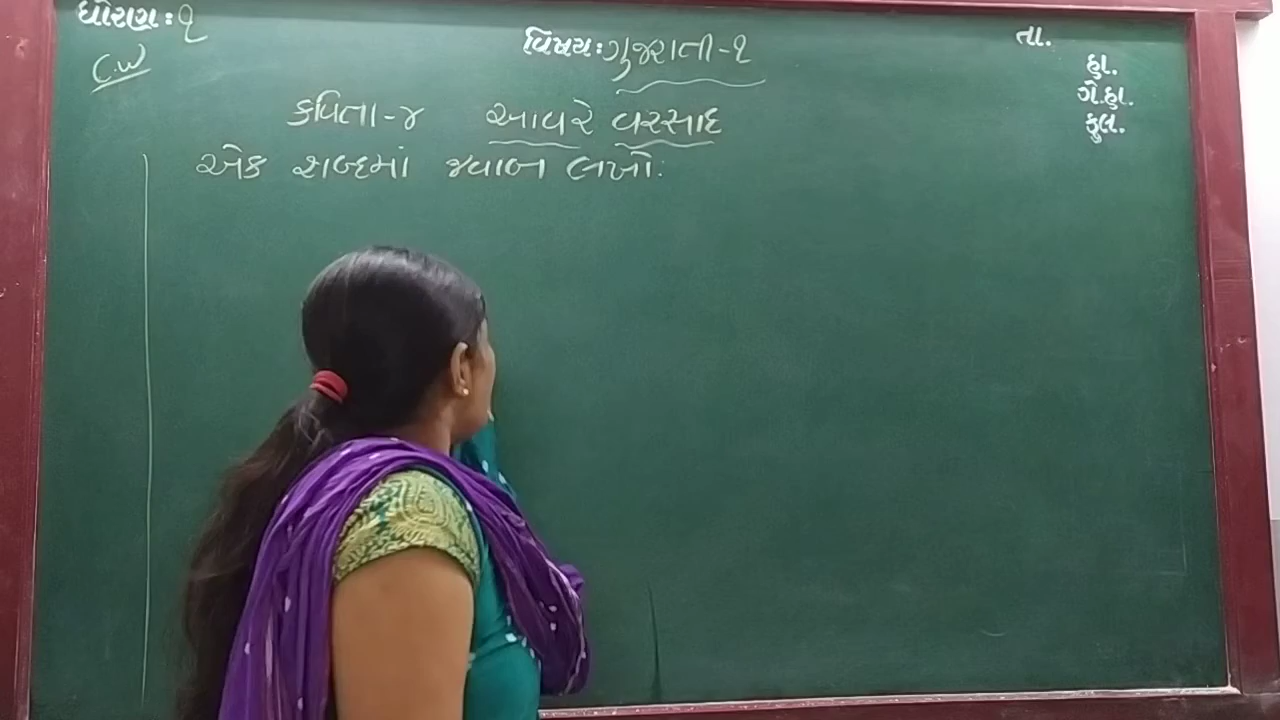 ધોરણ: ૧
વિષય: ગુજરાતી-૧
તા.
C.W
હા.
ગે.હા.
કુલ.
કવિતા-૪ આવરે વરસાદ
એક શબ્દમાં જવાબ લખો: